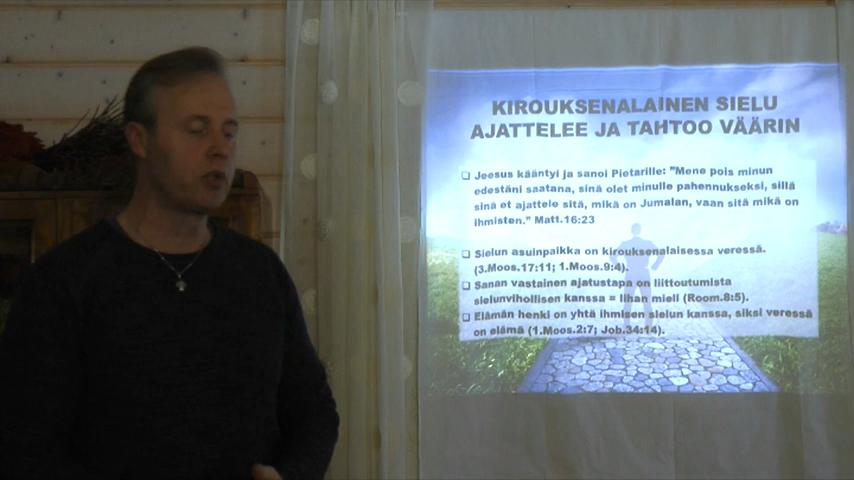 KIROUKSENALAINEN SIELU
AJATTELEE JA TAHTOO VÄÄRIN
❑ Jeesus kääntyi ja sanoi Pietarille: "Mene pois minun
edestäni saatana, sinä olet minulle pahennukseksi, sillä
sinä et ajattele sitä, mikä on Jumalan, vaan sitä mikä on
ihmisten." Matt.16:23
❑ Sielun asuinpaikka on kirouksenalaisessa veressä.
(3.Moos.17:11; 1.Moos.9:4).
❑ Sanan vastainen ajatustapa on liittoutumista
sielunvihollisen kanssa = lihan mieli (Room.8:5).
❑ Elämän henki on yhtä ihmisen sielun kanssa, siksi veressä
on elämä (1.Moos.2:7; Job.34:14).